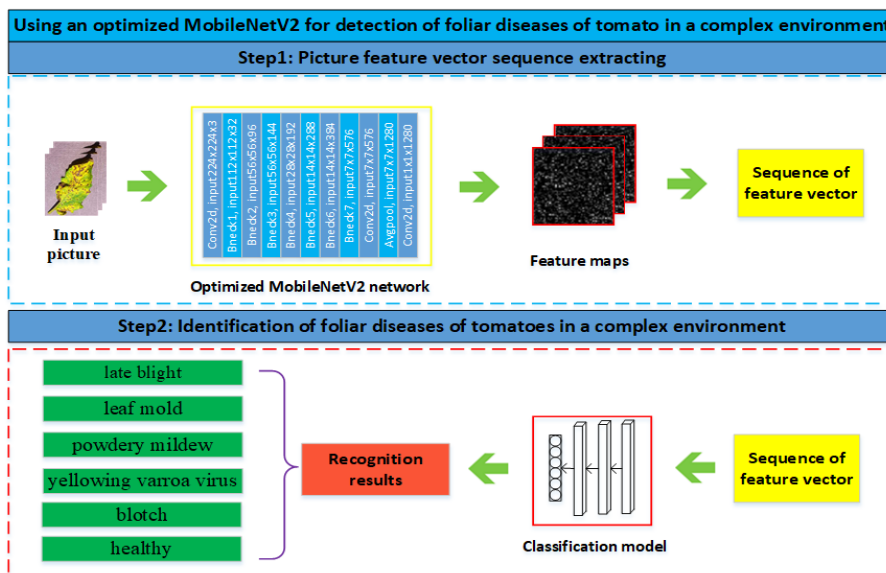 Using an optimized MobileNetV2 for detection of foliar diseases of tomato in a complex environment
Step1: Picture feature vector sequence extracting
Input
picture
Conv2d, input224x224x3
Bneck1, input112x112x32
Bneck2, input56x56x96
Bneck3, input56x56x144
Bneck4, input28x28x192
Bneck5, input14x14x288
Bneck6, input14x14x384
Bneck7, input7x7x576
Conv2d, input7x7x576
Avgpool, input7x7x1280
Conv2d, input1x1x1280
Optimized MobileNetV2 network
Feature maps
Sequence of
feature vector
Step2: Identification of foliar diseases of tomatoes in a complex environment
late blight
leaf mold
powdery mildew
yellowing varroa virus
blotch
healthy
Recognition
results
Classification model
Sequence of
feature vector